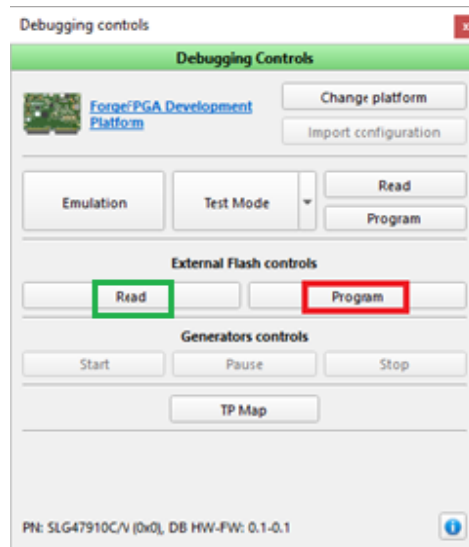 Debugging controls
x
Debugging Controls
ForgeFPGA Development
Platform
Change platform
Import configuration
Emulation
Test Mode
Read
Program
External Flash controls
Read
Program
Generators controls
Start
Pause
Stop
TP Map
PN: SLG47910C/V (0x0), DB HW-FW: 0.1-0.1
i